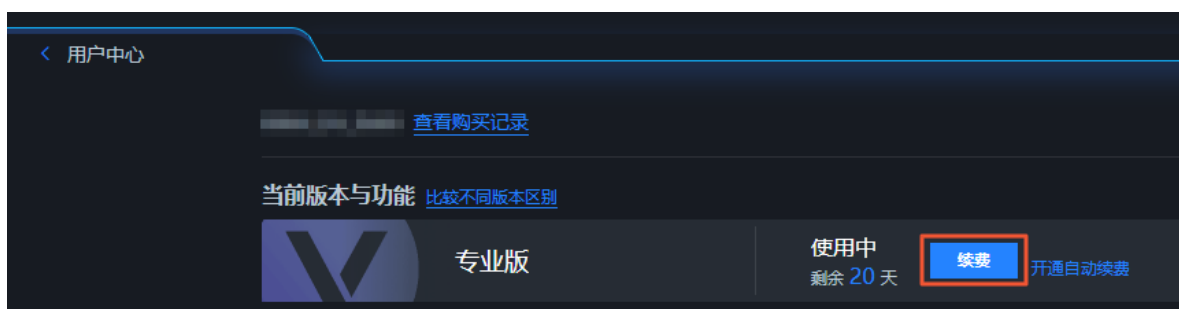 用户中心
查看购买记录
当前版本与功能 比较不同版本区别
专业版
使用中
剩余 20 天
续费
开通自动续费